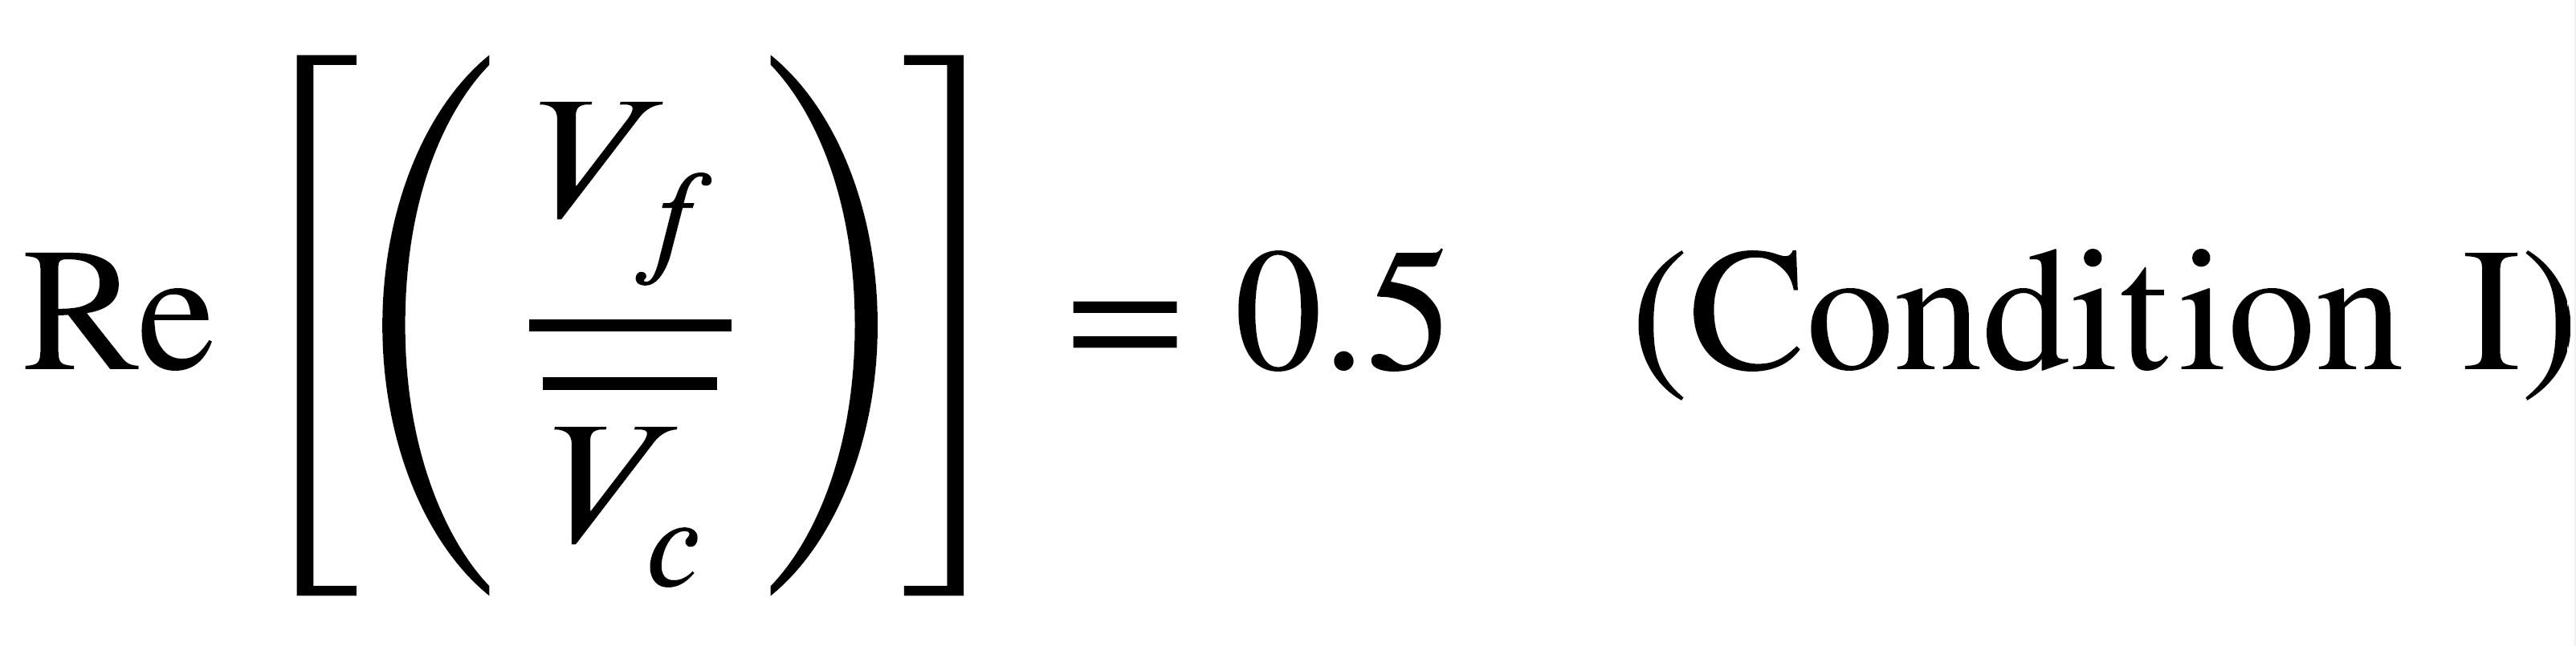 Re [(V_f / \overline{V_c})] = 0.5 (Condition I)